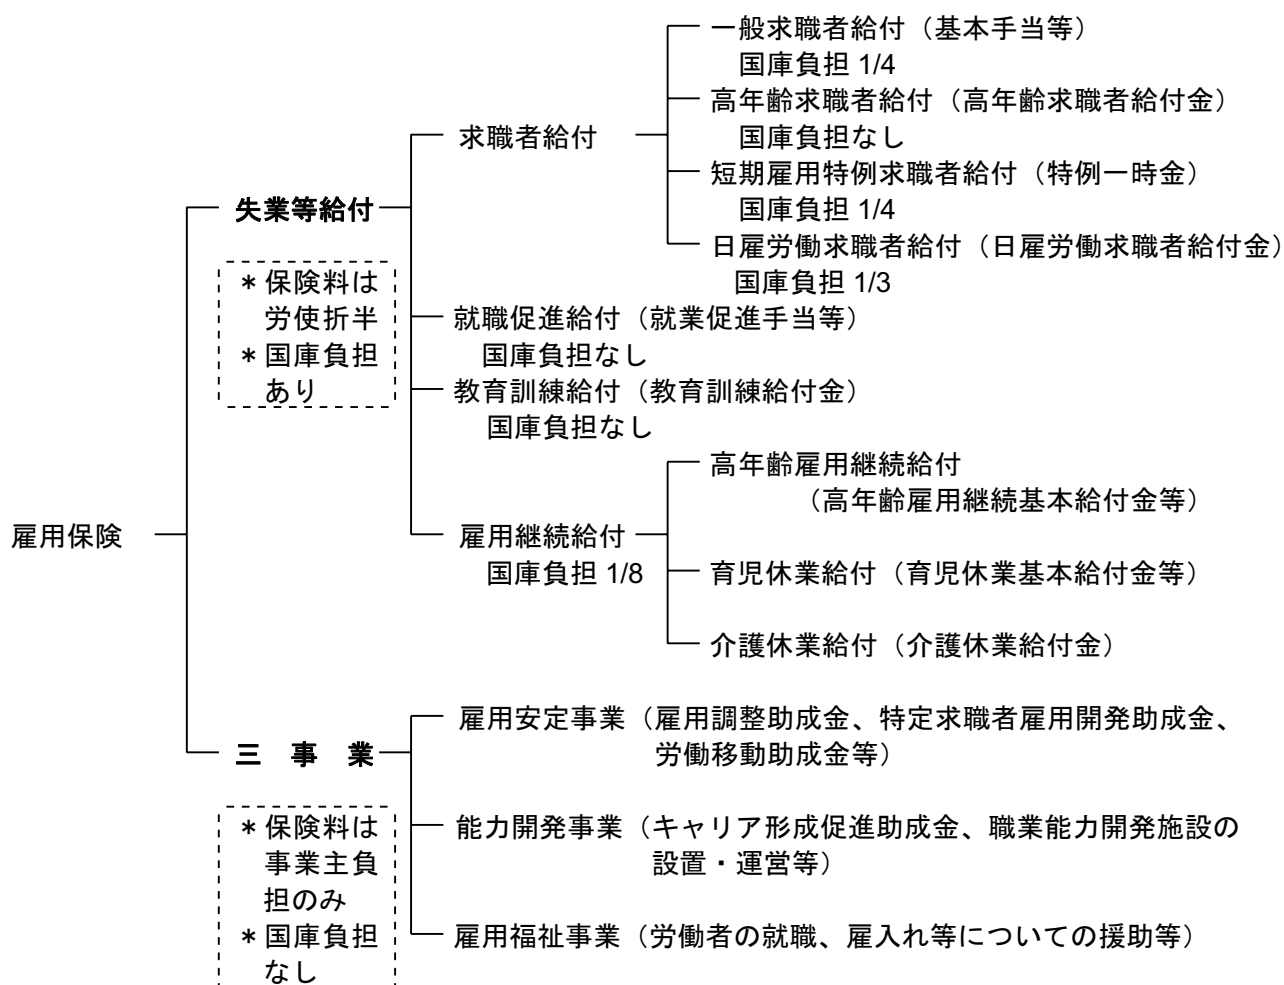 一般求職者給付（基本手当等）
国庫負担 1/4
高年齢求職者給付（高年齢求職者給付金）
国庫負担なし
求職者給付
短期雇用特例求職者給付（特例一時金）
国庫負担 1/4
失業等給付
日雇労働求職者給付（日雇労働求職者給付金）
国庫負担 1/3
＊保険料は
労使折半
＊国庫負担
あり
就職促進給付（就業促進手当等）
国庫負担なし
教育訓練給付（教育訓練給付金）
国庫負担なし
高年齢雇用継続給付
（高年齢雇用継続基本給付金等）
雇用保険
雇用継続給付
国庫負担 1/8
育児休業給付（育児休業基本給付金等）
介護休業給付（介護休業給付金）
雇用安定事業（雇用調整助成金、特定求職者雇用開発助成金、
労働移動助成金等）
三 事 業
＊保険料は
事業主負
担のみ
＊国庫負担
なし
能力開発事業（キャリア形成促進助成金、職業能力開発施設の
設置・運営等）
雇用福祉事業（労働者の就職、雇入れ等についての援助等）